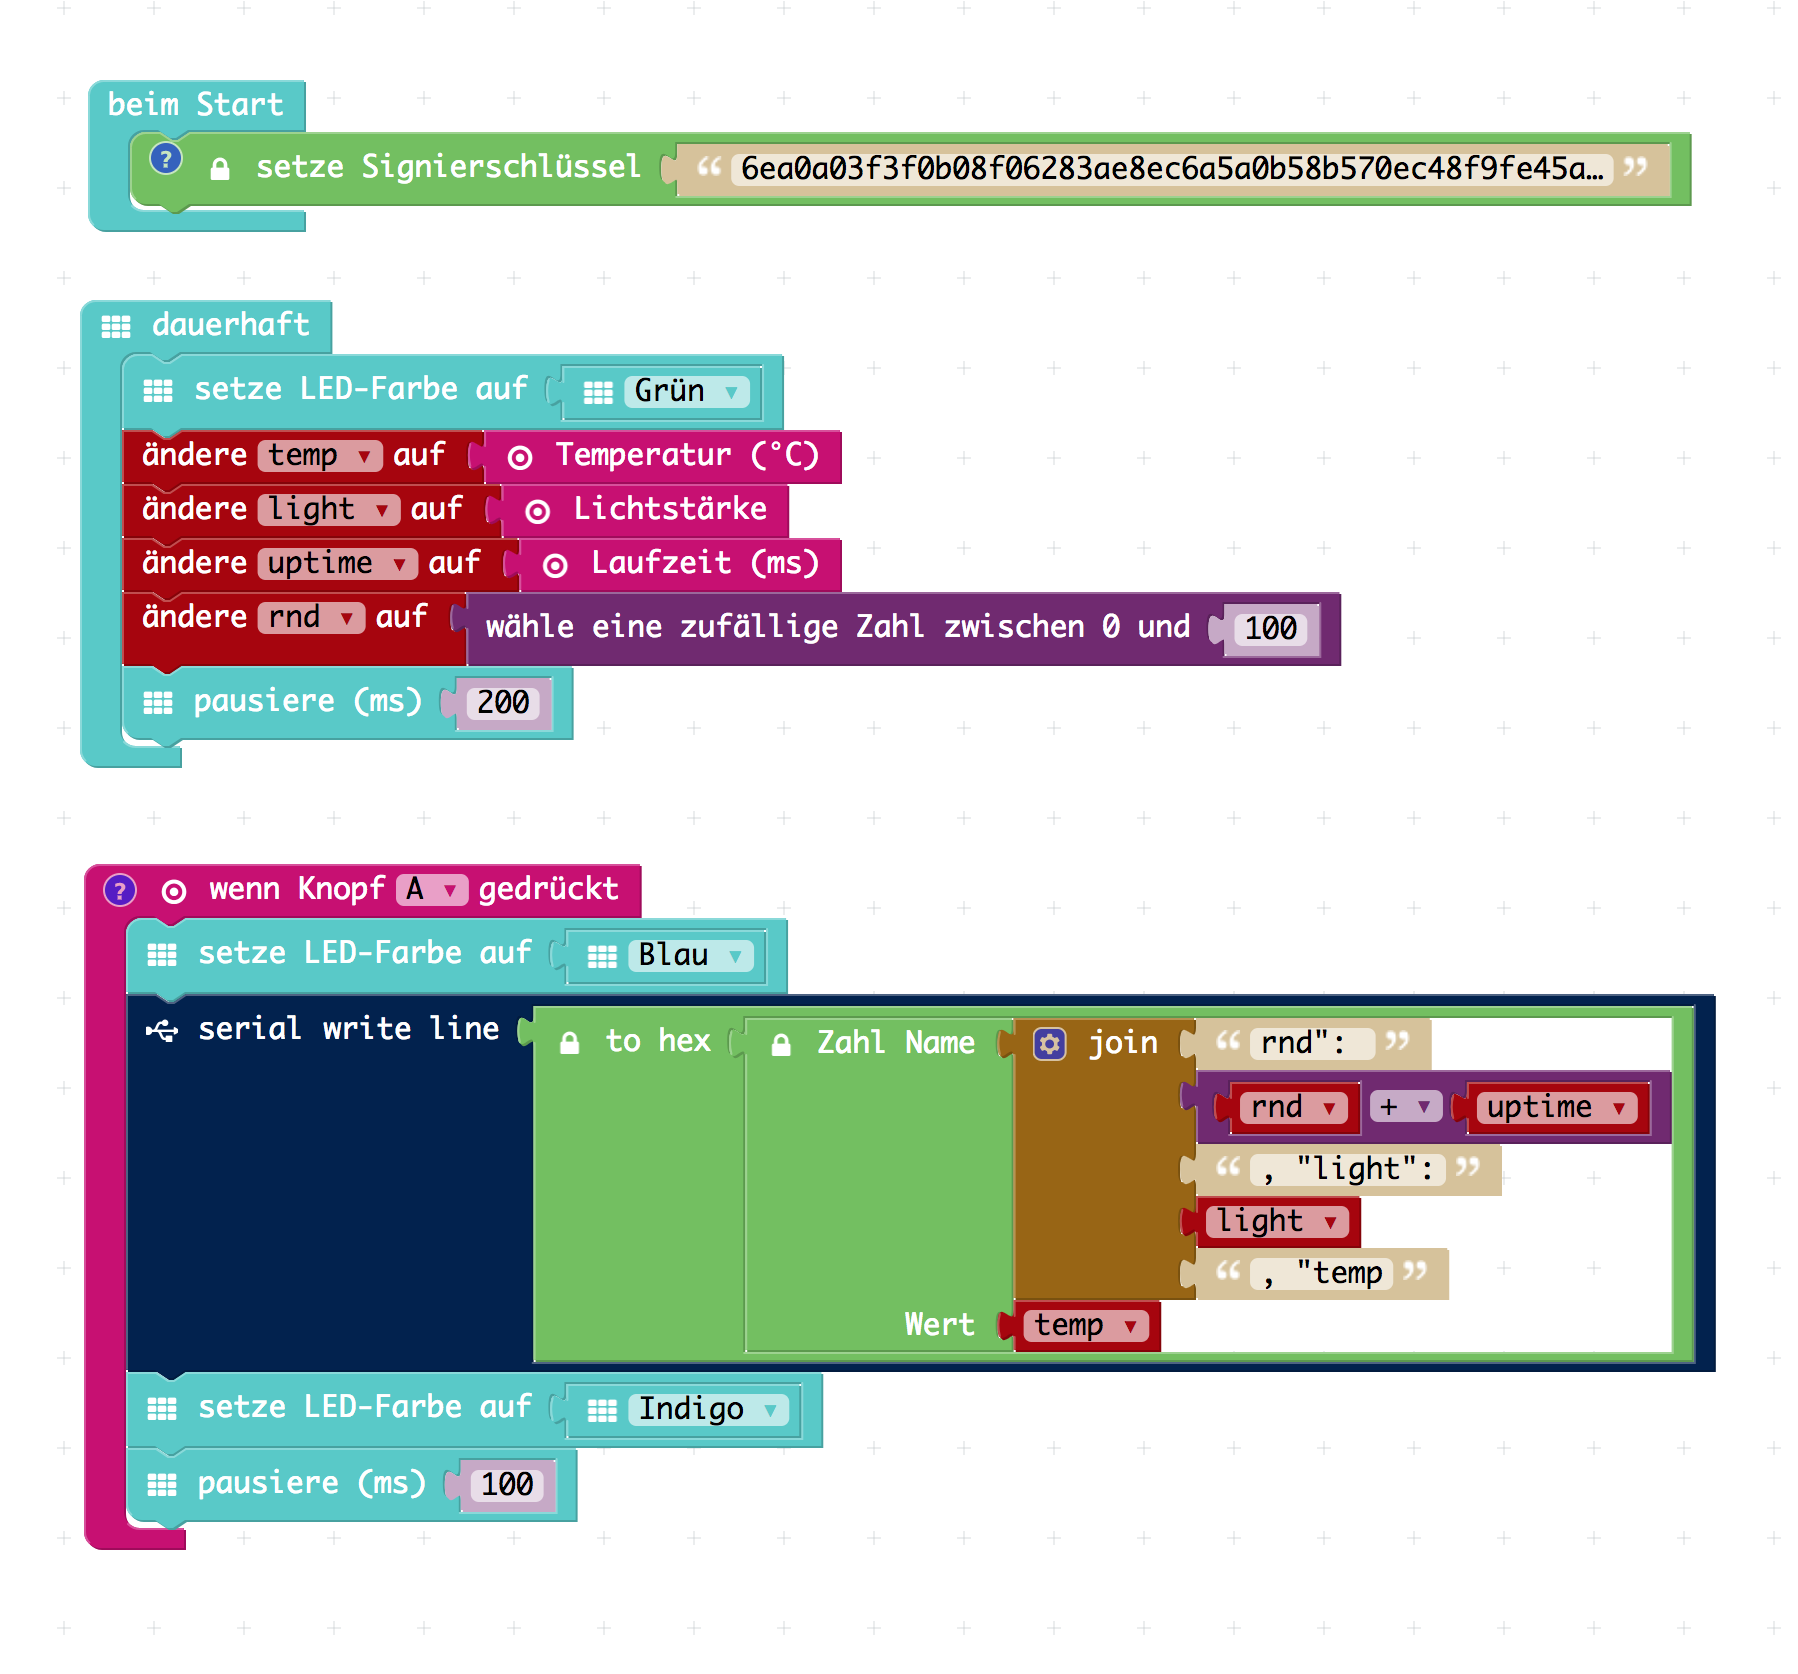 beim Start
? setze Signierschlüssel “ 6ea0a03f3f0b08f06283ae8ec6a5a0b58b570ec48f9fe45a… ”
dauerhaft
setze LED-Farbe auf Grün
ändere temp auf Temperatur (°C)
ändere light auf Lichtstärke
ändere uptime auf Laufzeit (ms)
ändere rnd auf wähle eine zufällige Zahl zwischen 0 und 100
pausiere (ms) 200
? wenn Knopf A gedrückt
setze LED-Farbe auf Blau
serial write line to hex Zahl Name join “ rnd": ”
rnd + uptime
“ , "light": ”
light
“ , "temp ”
Wert temp
setze LED-Farbe auf Indigo
pausiere (ms) 100